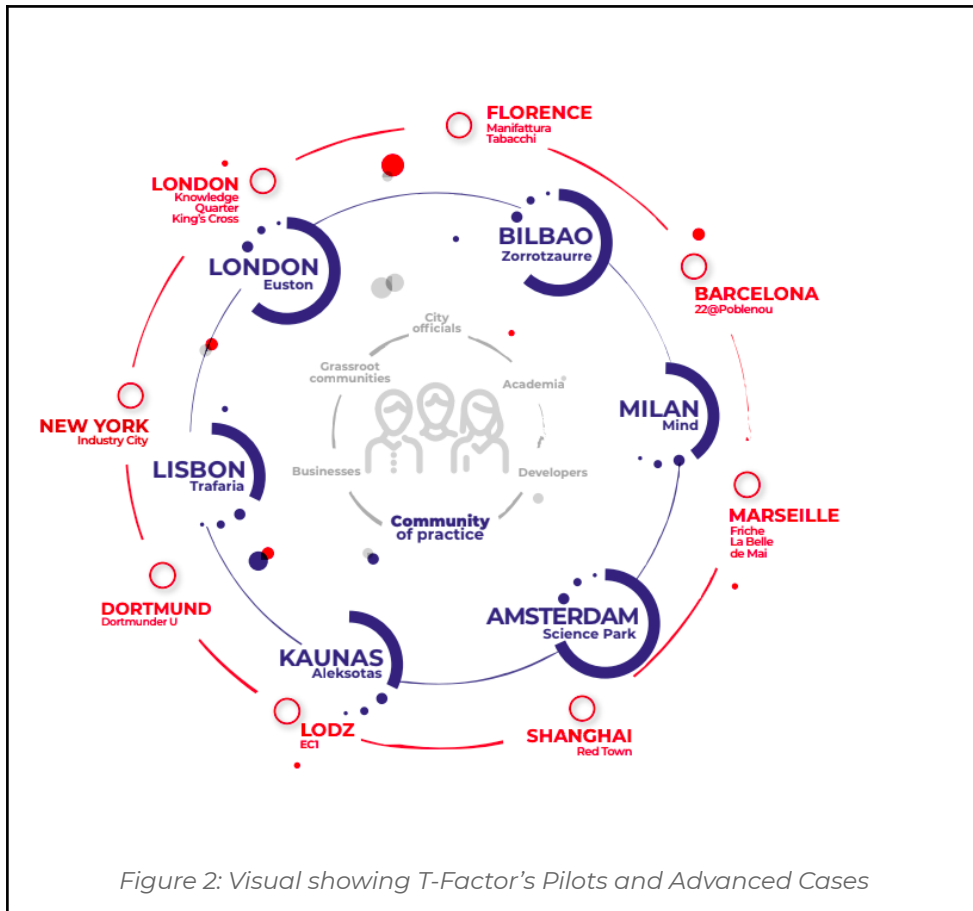 FLORENCE
Manifattura
Tabacchi
LONDON
Knowledge
Quarter
King's Cross
BILBAO
Zorrotzaurre
LONDON
Euston
BARCELONA
22@Poblenou
City
officials
Grassroot
communities
Academia
MILAN
Mind
NEW YORK
Industry City
LISBON
Trafaria
Businesses
Developers
MARSEILLE
Friche
La Belle
de Mai
Community
of practice
DORTMUND
Dortmunder U
AMSTERDAM
Science Park
KAUNAS
Aleksotas
LODZ
EC1
SHANGHAI
Red Town
Figure 2: Visual showing T-Factor's Pilots and Advanced Cases